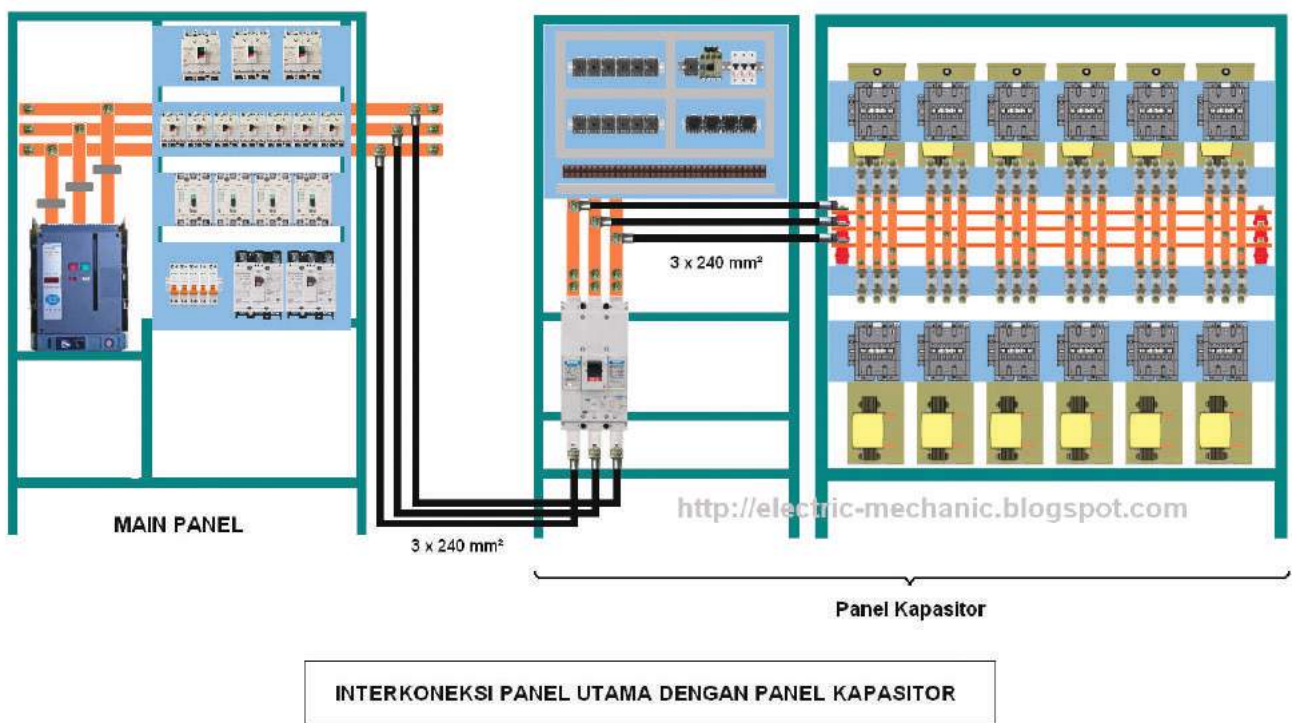 3 x 240 mm²
http://electric-mechanic.blogspot.com
MAIN PANEL
3 x 240 mm²
Panel Kapasitor
INTERKONEKSI PANEL UTAMA DENGAN PANEL KAPASITOR